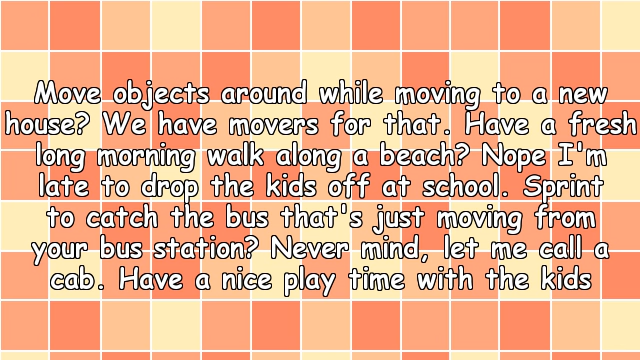 Move objects around while moving to a new
house? We have movers for that. Have a fresh
long morning walk along a beach? Nope I'm
late to drop the kids off at school. Sprint
to catch the bus that's just moving from
your bus station? Never mind, let me call a
cab. Have a nice play time with the kids